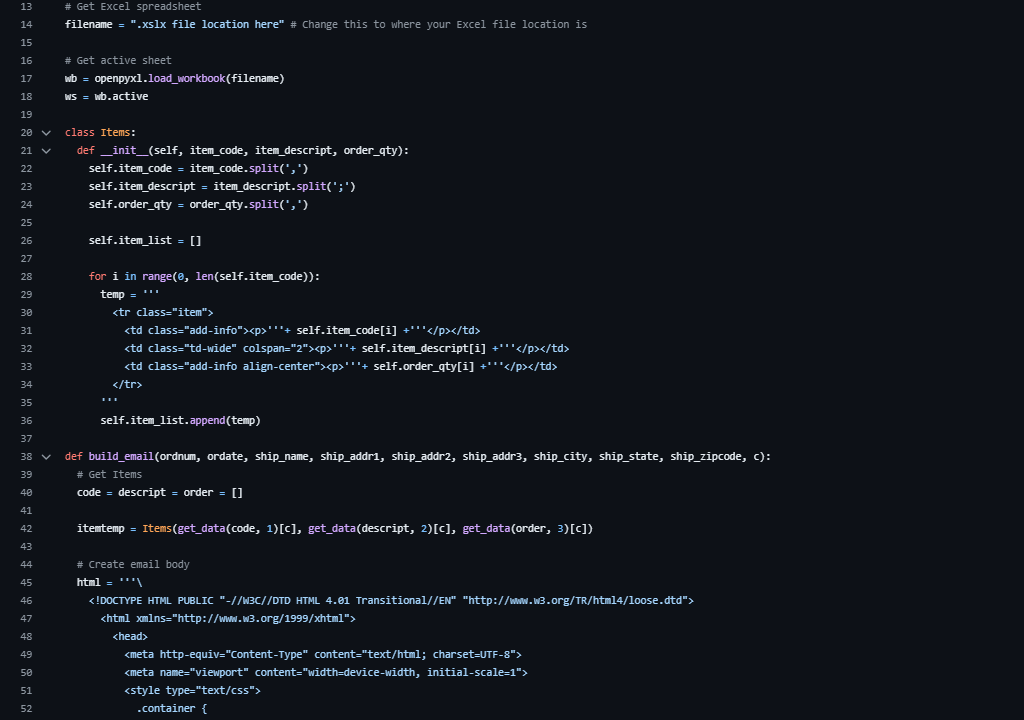 13 # Get Excel spreadsheet
14 filename = ".xslx file location here" # Change this to where your Excel file location is
15
16 # Get active sheet
17 wb = openpyxl.load_workbook(filename)
18 ws = wb.active
19
20 class Items:
21 def __init__(self, item_code, item_descript, order_qty):
22 self.item_code = item_code.split(',')
23 self.item_descript = item_descript.split(';')
24 self.order_qty = order_qty.split(',')
25
26 self.item_list = []
27
28 for i in range(0, len(self.item_code)):
29 temp = '''
30 <tr class="item">
31 <td class="add-info"><p>'''+ self.item_code[i] +'''</p></td>
32 <td class="td-wide" colspan="2"><p>'''+ self.item_descript[i] +'''</p></td>
33 <td class="add-info align-center"><p>'''+ self.order_qty[i] +'''</p></td>
34 </tr>
35 '''
36 self.item_list.append(temp)
37
38 def build_email(ordnum, ordate, ship_name, ship_addr1, ship_addr2, ship_addr3, ship_city, ship_state, ship_zipcode, c):
39 # Get Items
40 code = descript = order = []
41
42 itemtemp = Items(get_data(code, 1)[c], get_data(descript, 2)[c], get_data(order, 3)[c])
43
44 # Create email body
45 html = '''\
46 <!DOCTYPE HTML PUBLIC "-//W3C//DTD HTML 4.01 Transitional//EN" "http://www.w3.org/TR/html4/loose.dtd">
47 <html xmlns="http://www.w3.org/1999/xhtml">
48 <head>
49 <meta http-equiv="Content-Type" content="text/html; charset=UTF-8">
50 <meta name="viewport" content="width=device-width, initial-scale=1">
51 <style type="text/css">
52 .container {